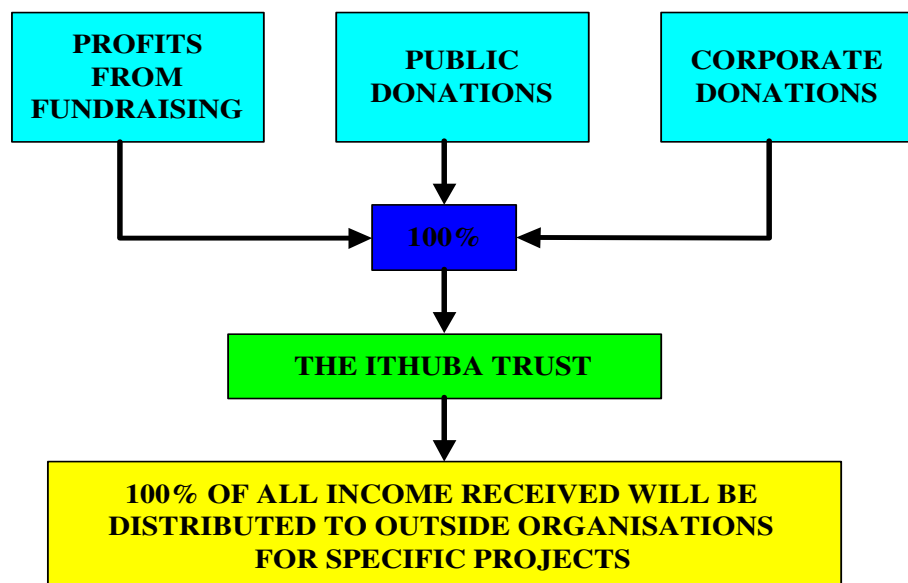 PROFITS
FROM
FUNDRAISING
PUBLIC
DONATIONS
CORPORATE
DONATIONS
100%
THE ITHUBA TRUST
100% OF ALL INCOME RECEIVED WILL BE
DISTRIBUTED TO OUTSIDE ORGANISATIONS
FOR SPECIFIC PROJECTS